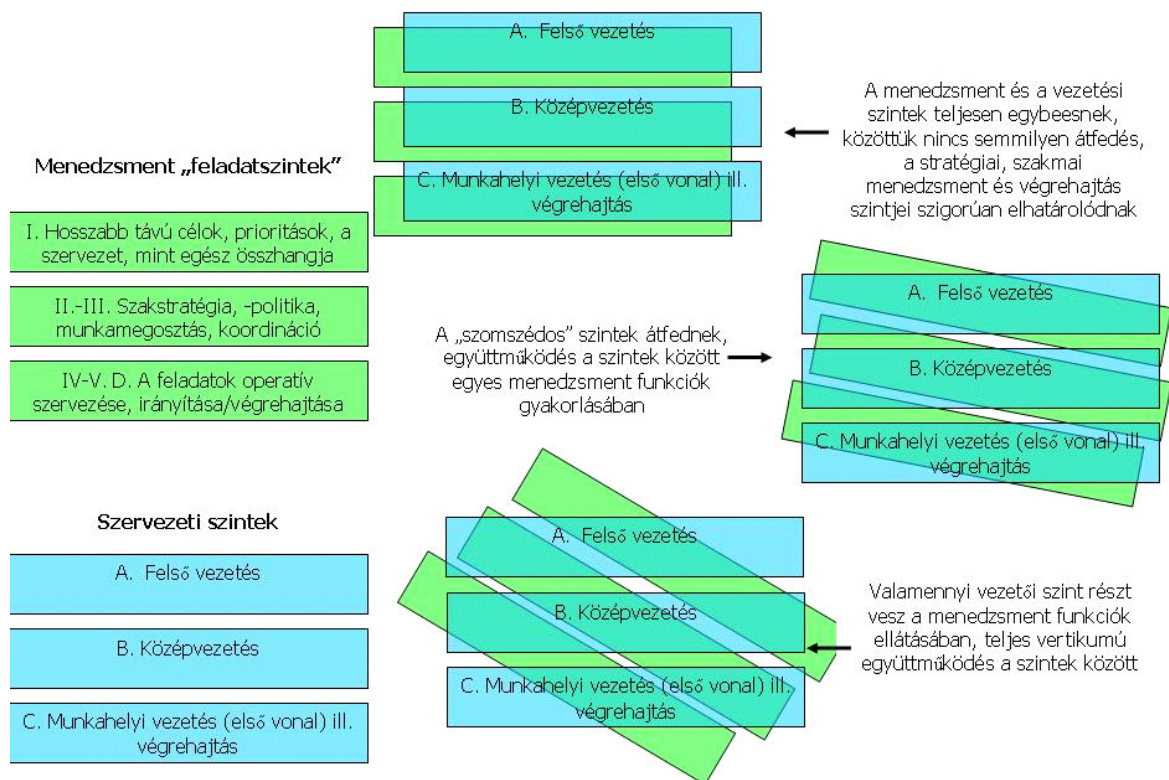 A. Felső vezetés
B. Középvezetés
C. Munkahelyi vezetés (első vonal) ill.
végrehajtás
A menedzsment és a vezetési
szintek teljesen egybeesnek,
közöttük nincs semmilyen átfedés,
a stratégiai, szakmai
menedzsment és végrehajtás
szintjei szigorúan elhatárolódnak
Menedzsment „feladatszintek”
I. Hosszabb távú célok, prioritások, a
szervezet, mint egész összhangja
II.-III. Szakstratégia, -politika,
munkamegosztás, koordináció
IV-V. D. A feladatok operatív
szervezése, irányítása/végrehajtása
A „szomszédos” szintek átfednek,
együttműködés a szintek között
egyes menedzsment funkciók
gyakorlásában
A. Felső vezetés
B. Középvezetés
C. Munkahelyi vezetés (első vonal) ill.
végrehajtás
Szervezeti szintek
A. Felső vezetés
B. Középvezetés
C. Munkahelyi vezetés (első vonal) ill.
végrehajtás
A. Felső vezetés
B. Középvezetés
C. Munkahelyi vezetés (első vonal) ill.
végrehajtás
Valamennyi vezetői szint részt
vesz a menedzsment funkciók
ellátásában, teljes vertikumú
együttműködés a szintek között